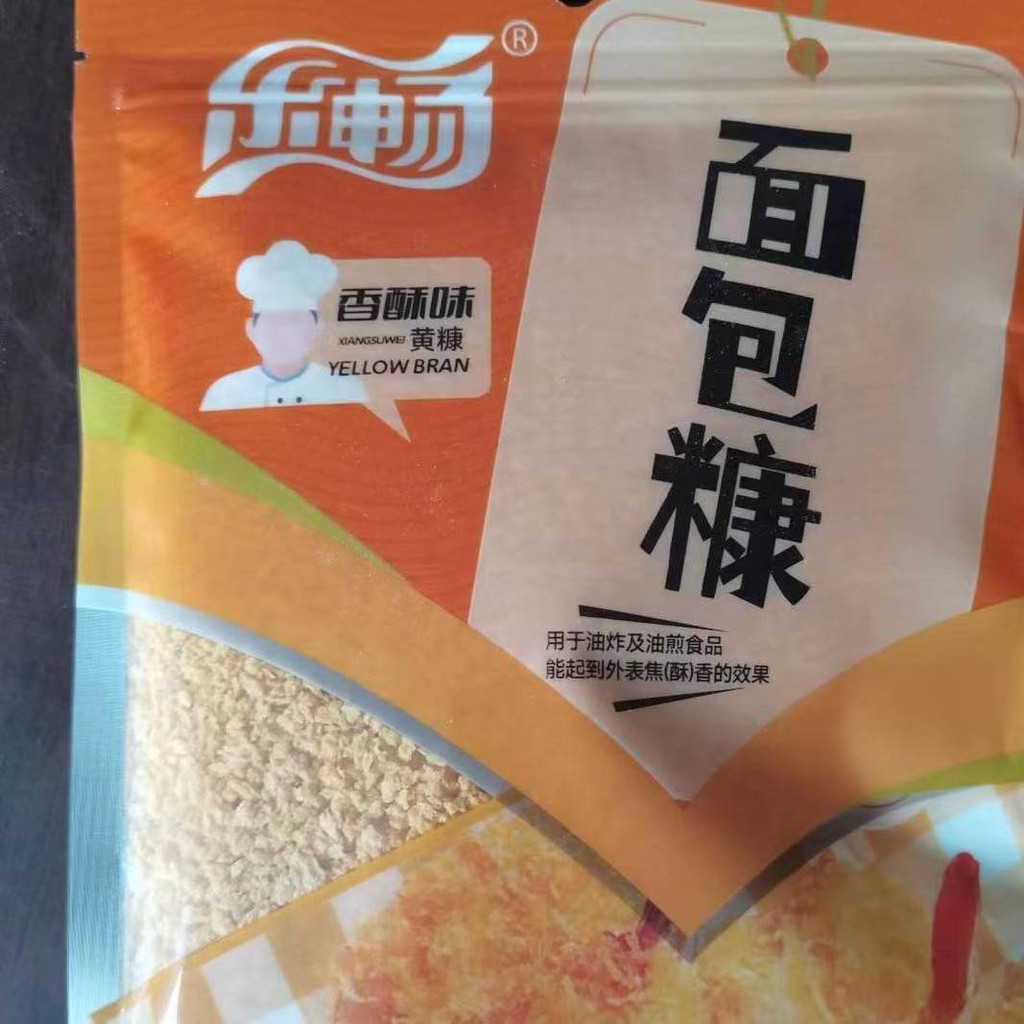 乐畅®
面包糠
香酥味
XIANGSUWEI 黄糠
YELLOW BRAN
用于油炸及油煎食品
能起到外表焦(酥)香的效果